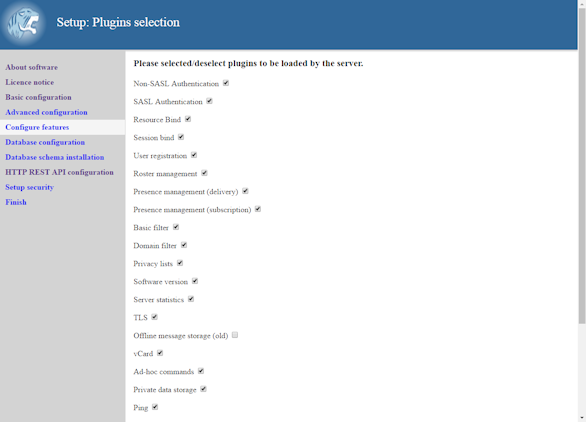 Setup: Plugins selection
About software
Licence notice
Basic configuration
Advanced configuration
Configure features
Database configuration
Database schema installation
HTTP REST API configuration
Setup security
Finish
Please selected/deselect plugins to be loaded by the server.
Non-SASL Authentication
SASL Authentication
Resource Bind
Session bind
User registration
Roster management
Presence management (delivery)
Presence management (subscription)
Basic filter
Domain filter
Privacy lists
Software version
Server statistics
TLS
Offline message storage (old)
vCard
Ad-hoc commands
Private data storage
Ping